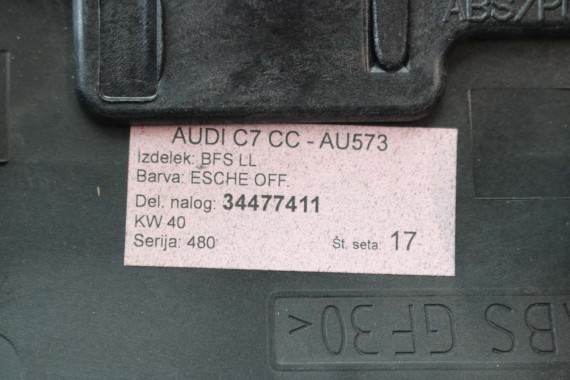 ABS/P
AUDI C7 CC - AU573
Izdelek: BFS LL
Barva: ESCHE OFF.
Del. nalog: 34477411
KW 40
Serija: 480 Št. seta: 17
>ABS GF30<